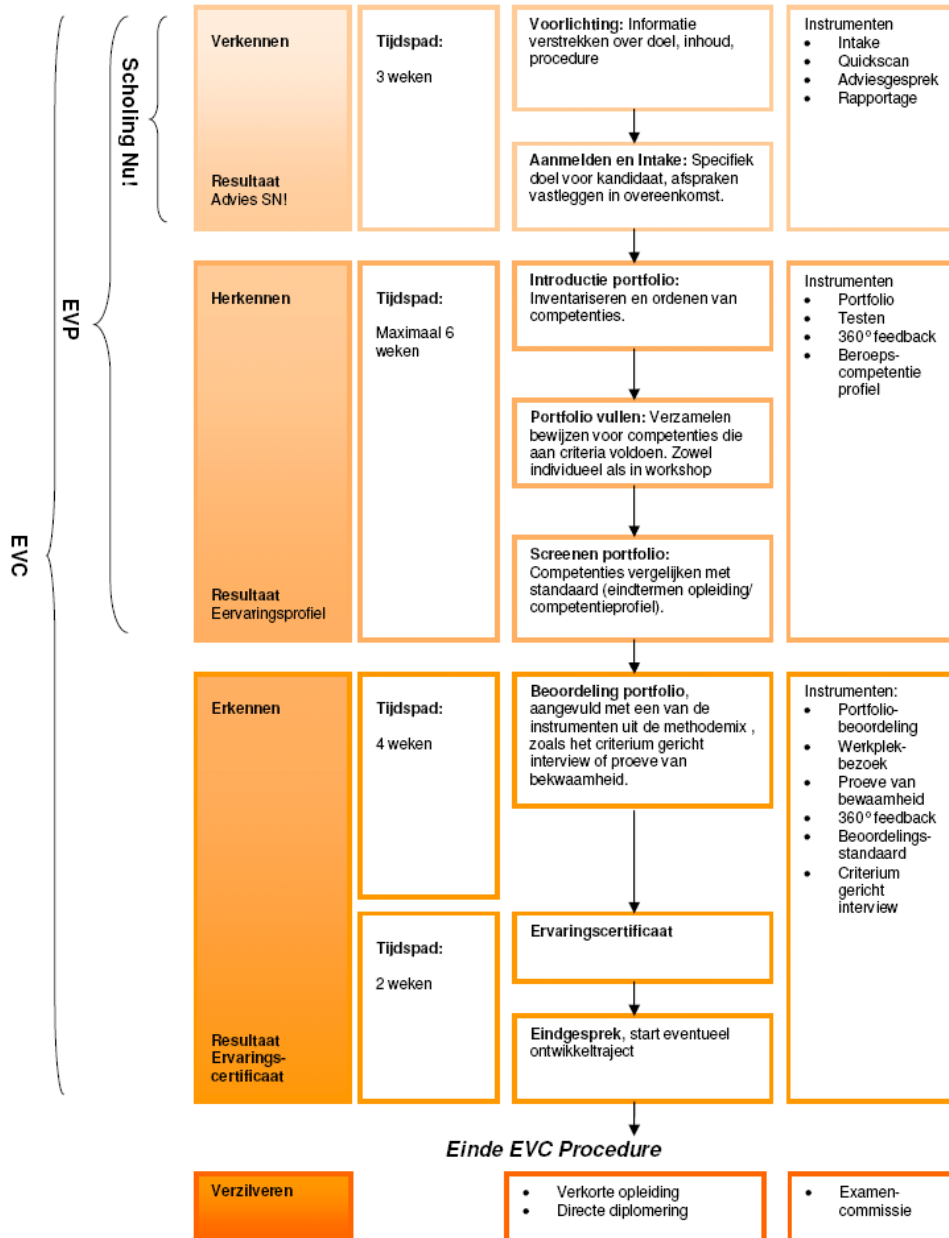 Scholing Nu!
EVP
EVC
Verkennen
Resultaat
Advies SN!
Tijdspad:
3 weken
Voorlichting: Informatie
verstrekken over doel, inhoud,
procedure
Aanmelden en Intake: Specifiek
doel voor kandidaat, afspraken
vastleggen in overeenkomst.
Instrumenten
• Intake
• Quickscan
• Adviesgesprek
• Rapportage
Herkennen
Resultaat
Eervaringsprofiel
Tijdspad:
Maximaal 6
weken
Introductie portfolio:
Inventariseren en ordenen van
competenties.
Portfolio vullen: Verzamelen
bewijzen voor competenties die
aan criteria voldoen. Zowel
individueel als in workshop
Screenen portfolio:
Competenties vergelijken met
standaard (eindtermen opleiding/
competentieprofiel).
Instrumenten
• Portfolio
• Testen
• 360° feedback
• Beroeps-
competentie
profiel
Erkennen
Resultaat
Ervarings-
certificaat
Tijdspad:
4 weken
Tijdspad:
2 weken
Beoordeling portfolio,
aangevuld met een van de
instrumenten uit de methodemix ,
zoals het criterium gericht
interview of proeve van
bekwaamheid.
Ervaringscertificaat
Eindgesprek, start eventueel
ontwikkeltraject
Instrumenten:
• Portfolio-
beoordeling
• Werkplek-
bezoek
• Proeve van
bewaamheid
• 360° feedback
• Beoordelings-
standaard
• Criterium
gericht
interview
Einde EVC Procedure
Verzilveren
• Verkorte opleiding
• Directe diplomering
• Examen-
commissie